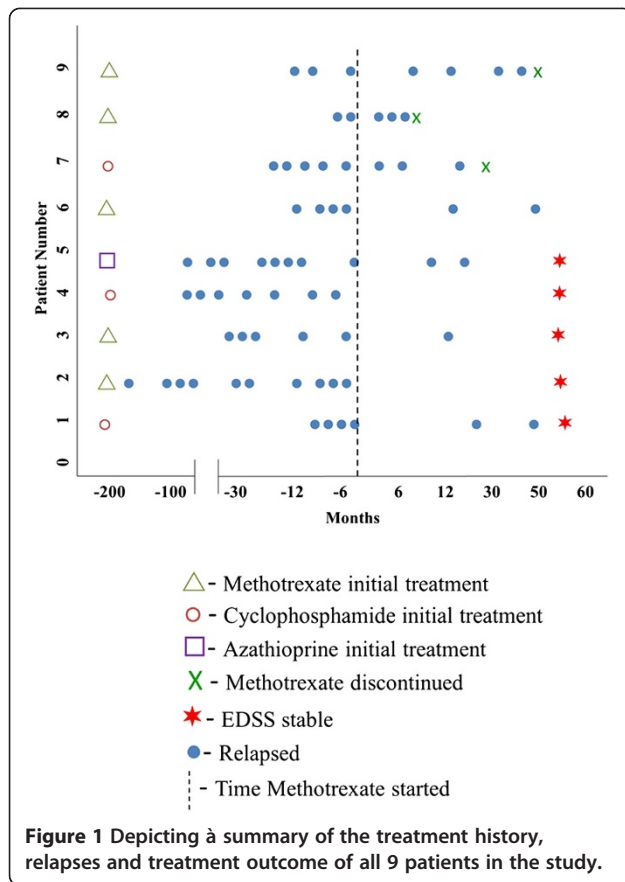 9
8
7
6
5
4
3
2
1
0
Patient Number
X
X
X
-200 -100 -30 -12 -6 6 12 30 50 60
Months
- Methotrexate initial treatment
- Cyclophosphamide initial treatment
- Azathioprine initial treatment
X - Methotrexate discontinued
- EDSS stable
- Relapsed
- Time Methotrexate started
Figure 1 Depicting à summary of the treatment history,
relapses and treatment outcome of all 9 patients in the study.